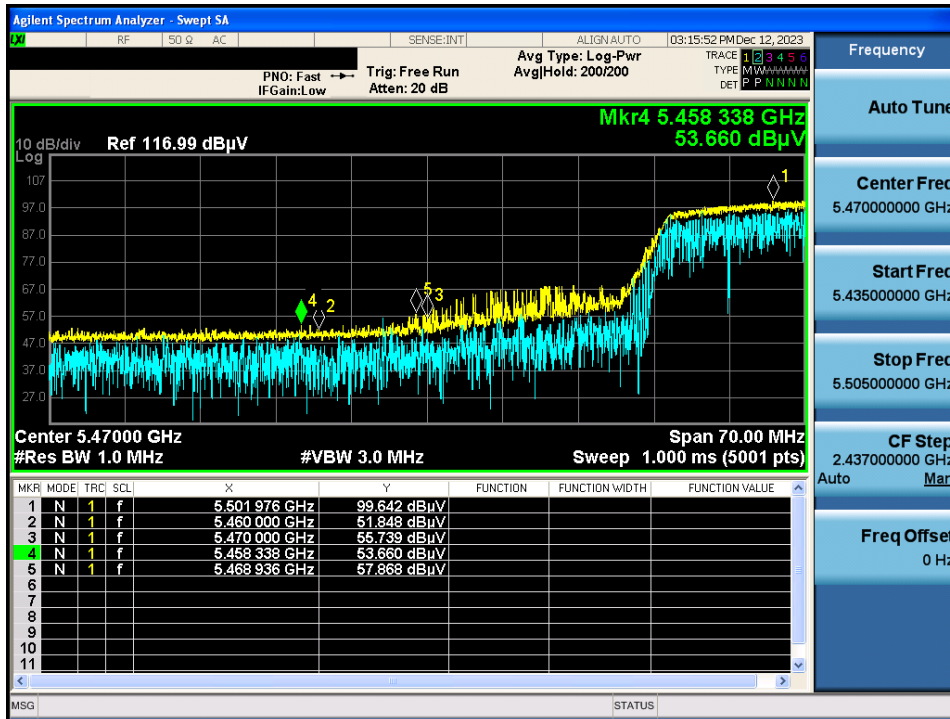 Agilent Spectrum Analyzer - Swept SA
LXI RF 50 Ω AC SENSE:INT ALIGNAUTO 03:15:52 PM Dec 12, 2023
Avg Type: Log-Pwr TRACE 1 2 3 4 5 6
PNO: Fast Trig: Free Run Avg|Hold: 200/200 TYPE MWWWWW
IFGain:Low Atten: 20 dB DET P P N N N N
Mkr4 5.458 338 GHz
53.660 dBµV
10 dB/div Ref 116.99 dBµV
Log
107
97.0
87.0
77.0
67.0
57.0
47.0
37.0
27.0
1
4 2 5 3
Center 5.47000 GHz Span 70.00 MHz
#Res BW 1.0 MHz #VBW 3.0 MHz Sweep 1.000 ms (5001 pts)
MKR MODE TRC SCL X Y FUNCTION FUNCTION WIDTH FUNCTION VALUE
1 N 1 f 5.501 976 GHz 99.642 dBµV
2 N 1 f 5.460 000 GHz 51.848 dBµV
3 N 1 f 5.470 000 GHz 55.739 dBµV
4 N 1 f 5.458 338 GHz 53.660 dBµV
5 N 1 f 5.468 936 GHz 57.868 dBµV
6
7
8
9
10
11
MSG STATUS
Frequency
Auto Tune
Center Freq
5.470000000 GHz
Start Freq
5.435000000 GHz
Stop Freq
5.505000000 GHz
CF Step
2.437000000 GHz
Auto Man
Freq Offset
0 Hz